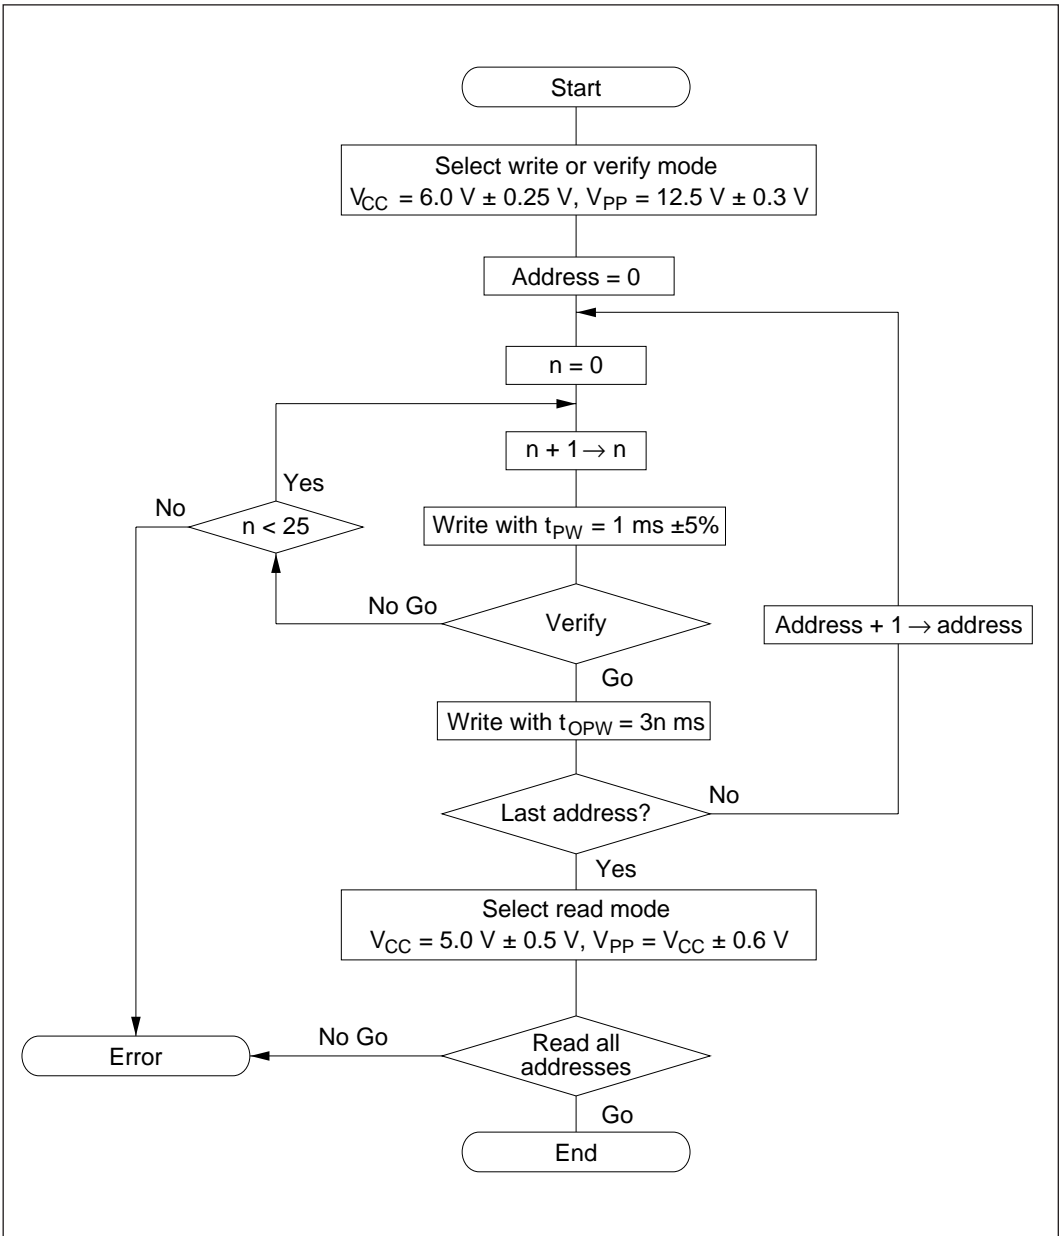 Start
Select write or verify mode
VCC = 6.0 V ± 0.25 V, VPP = 12.5 V ± 0.3 V
Address = 0
n = 0
n + 1 → n
Yes
No
n < 25
Write with tPW = 1 ms ±5%
No Go
Verify
Address + 1 → address
Go
Write with tOPW = 3n ms
Last address?
No
Yes
Select read mode
VCC = 5.0 V ± 0.5 V, VPP = VCC ± 0.6 V
No Go
Error
Read all
addresses
Go
End